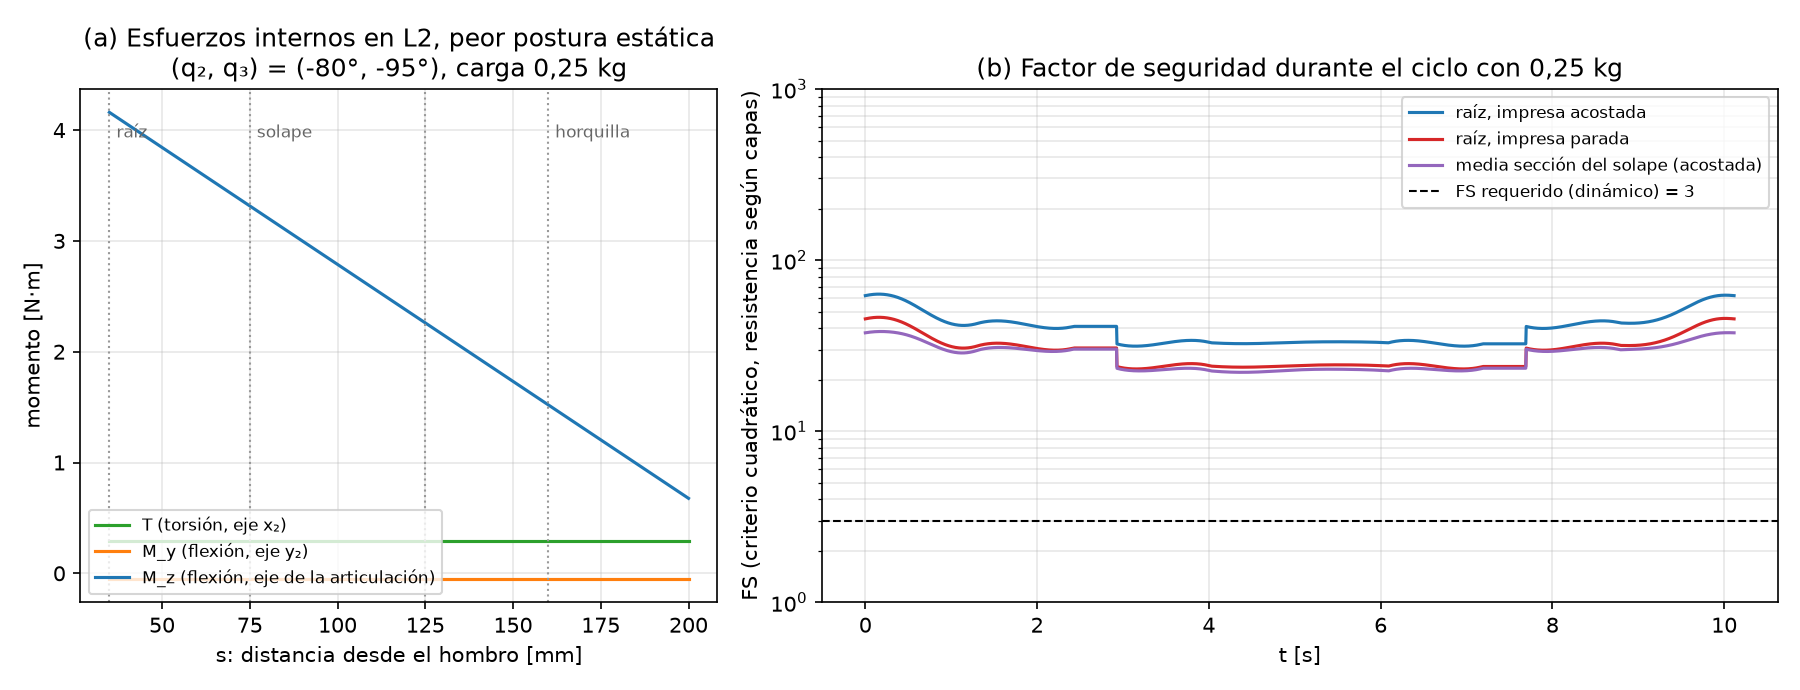 (a) Esfuerzos internos en L2, peor postura estática
(q₂, q₃) = (-80°, -95°), carga 0,25 kg
momento [N·m]
4
3
2
1
0
raíz
solape
horquilla
T (torsión, eje x₂)
M_y (flexión, eje y₂)
M_z (flexión, eje de la articulación)
50 75 100 125 150 175 200
s: distancia desde el hombro [mm]
(b) Factor de seguridad durante el ciclo con 0,25 kg
FS (criterio cuadrático, resistencia según capas)
10³
10²
10¹
10⁰
raíz, impresa acostada
raíz, impresa parada
media sección del solape (acostada)
FS requerido (dinámico) = 3
0 2 4 6 8 10
t [s]